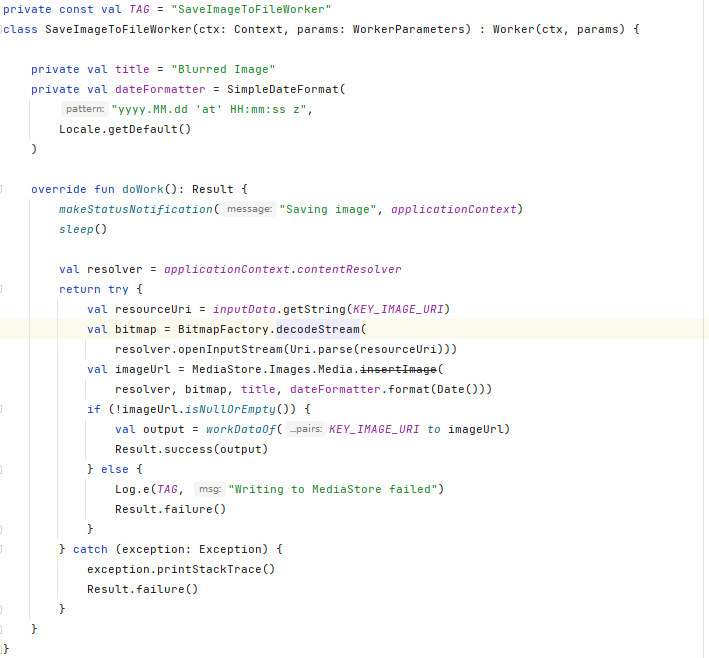 private const val TAG = "SaveImageToFileWorker"
class SaveImageToFileWorker(ctx: Context, params: WorkerParameters) : Worker(ctx, params) {
private val title = "Blurred Image"
private val dateFormatter = SimpleDateFormat(
pattern: "yyyy.MM.dd 'at' HH:mm:ss z",
Locale.getDefault()
)
override fun doWork(): Result {
makeStatusNotification( message: "Saving image", applicationContext)
sleep()
val resolver = applicationContext.contentResolver
return try {
val resourceUri = inputData.getString(KEY_IMAGE_URI)
val bitmap = BitmapFactory.decodeStream(
resolver.openInputStream(Uri.parse(resourceUri)))
val imageUrl = MediaStore.Images.Media.insertImage(
resolver, bitmap, title, dateFormatter.format(Date()))
if (!imageUrl.isNullOrEmpty()) {
val output = workDataOf( ...pairs: KEY_IMAGE_URI to imageUrl)
Result.success(output)
} else {
Log.e(TAG, msg: "Writing to MediaStore failed")
Result.failure()
}
} catch (exception: Exception) {
exception.printStackTrace()
Result.failure()
}
}
}